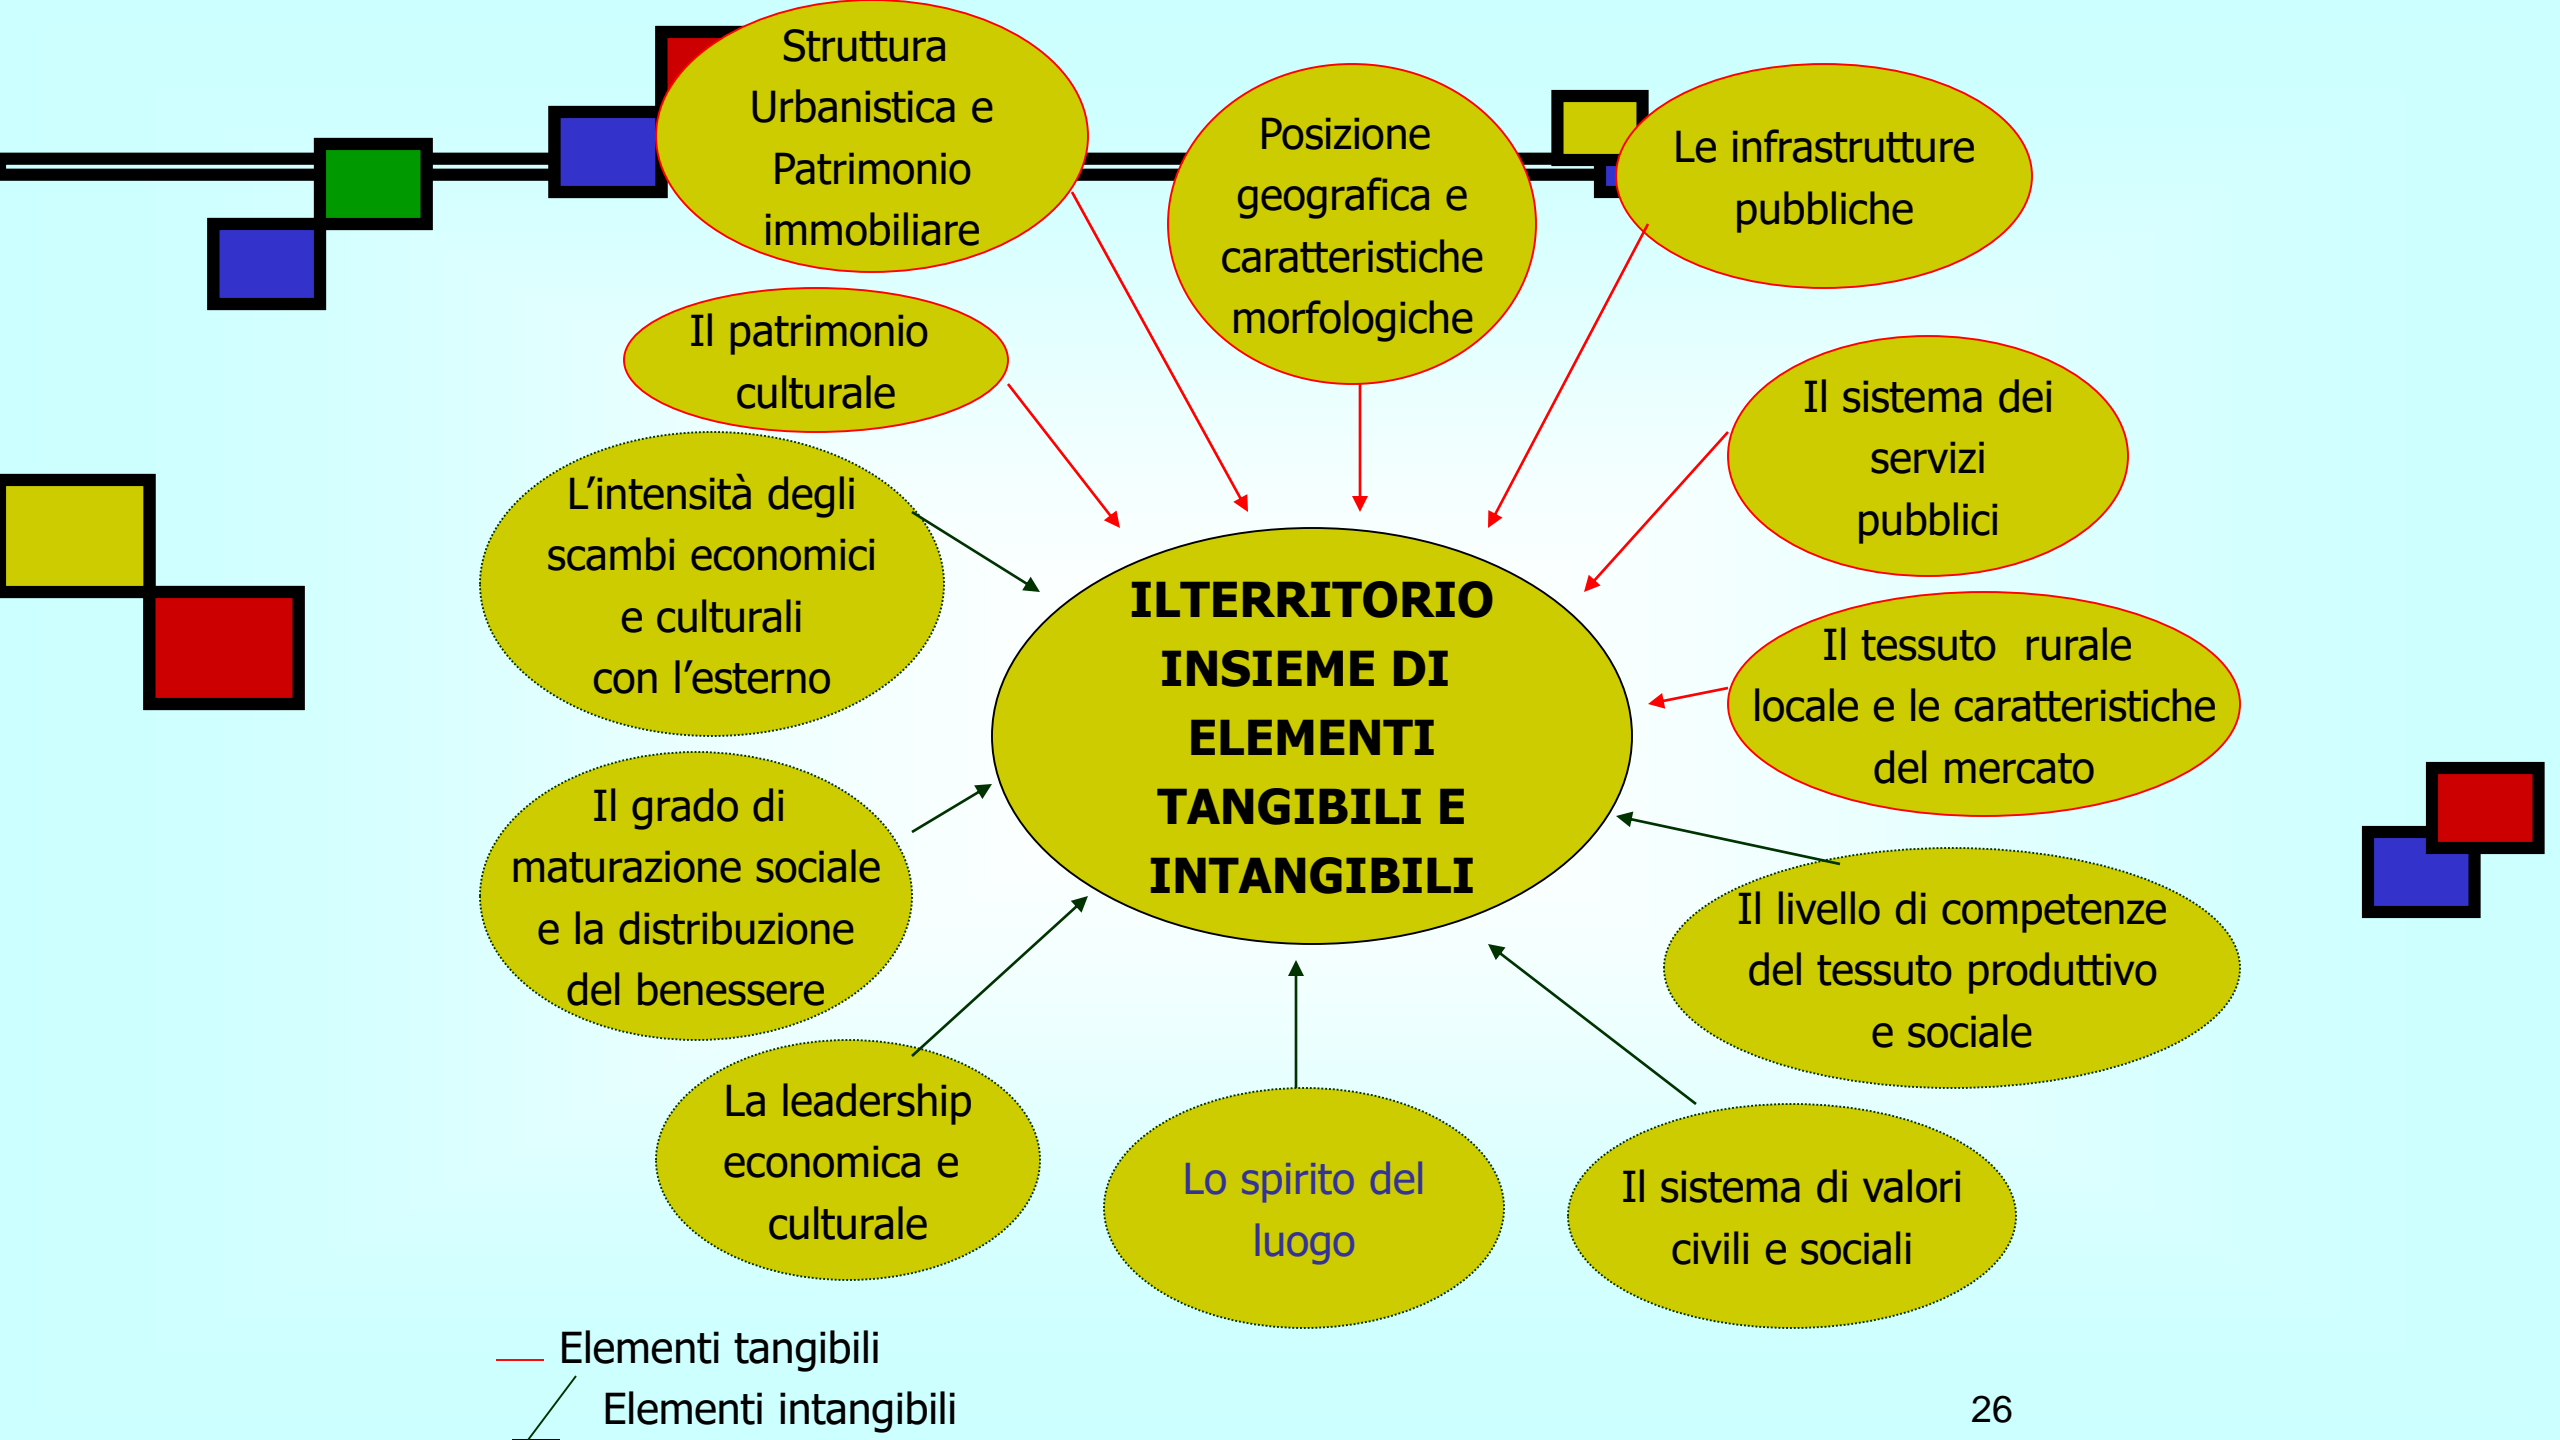 Struttura
Urbanistica e
Patrimonio
immobiliare
Posizione
geografica e
caratteristiche
morfologiche
Le infrastrutture
pubbliche
Il patrimonio
culturale
Il sistema dei
servizi
pubblici
L’intensità degli
scambi economici
e culturali
con l’esterno
ILTERRITORIO
INSIEME DI
ELEMENTI
TANGIBILI E
INTANGIBILI
Il tessuto  rurale
locale e le caratteristiche
del mercato
Il grado di
maturazione sociale
e la distribuzione
del benessere
Il livello di competenze
del tessuto produttivo
e sociale
La leadership
economica e
culturale
Lo spirito del
luogo
Il sistema di valori
civili e sociali
Elementi tangibili
Elementi intangibili
26